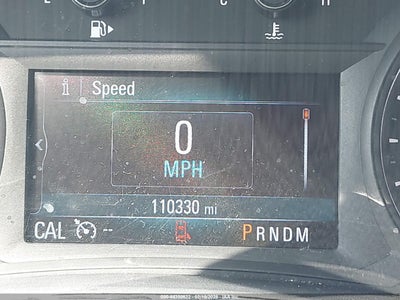 i Speed
0
MPH
110330 mi
CAL -- PRNDM